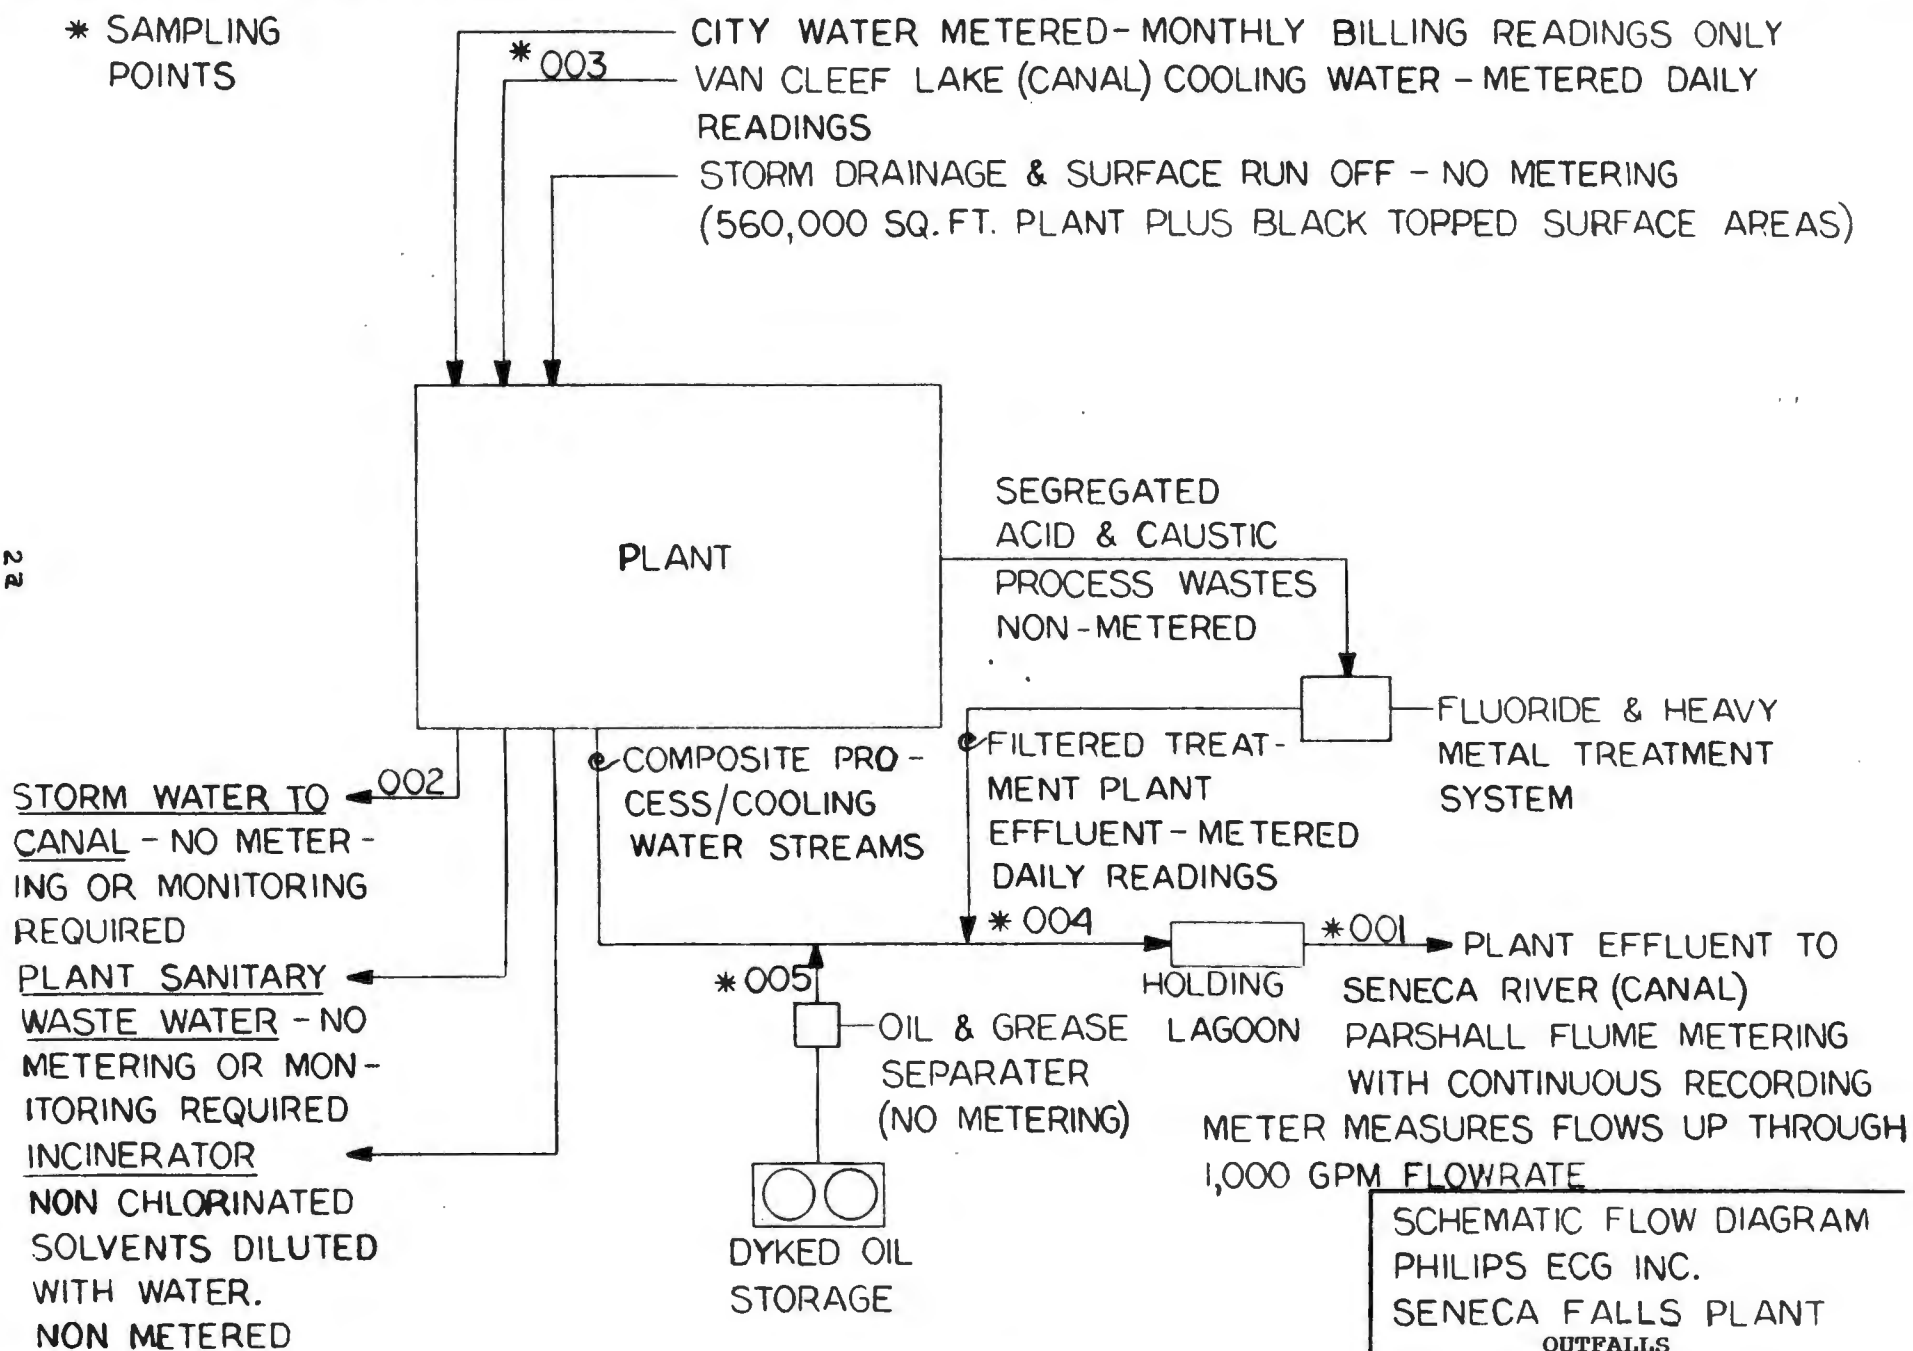 * SAMPLING
POINTS
CITY WATER METERED-MONTHLY BILLING READINGS ONLY
*003
VAN CLEEF LAKE (CANAL) COOLING WATER - METERED DAILY
READINGS
STORM DRAINAGE & SURFACE RUN OFF - NO METERING
(560,000 SQ. FT. PLANT PLUS BLACK TOPPED SURFACE AREAS)
PLANT
SEGREGATED
ACID & CAUSTIC
PROCESS WASTES
NON-METERED
FLUORIDE & HEAVY
METAL TREATMENT
SYSTEM
COMPOSITE PRO-
CESS/COOLING
WATER STREAMS
FILTERED TREAT-
MENT PLANT
EFFLUENT-METERED
DAILY READINGS
002
STORM WATER TO
CANAL - NO METER-
ING OR MONITORING
REQUIRED
PLANT SANITARY
WASTE WATER - NO
METERING OR MON-
ITORING REQUIRED
INCINERATOR
NON CHLORINATED
SOLVENTS DILUTED
WITH WATER.
NON METERED
*004
*005
*001
HOLDING
LAGOON
OIL & GREASE
SEPARATER
(NO METERING)
DYKED OIL
STORAGE
PLANT EFFLUENT TO
SENECA RIVER (CANAL)
PARSHALL FLUME METERING
WITH CONTINUOUS RECORDING
METER MEASURES FLOWS UP THROUGH
1,000 GPM FLOWRATE
SCHEMATIC FLOW DIAGRAM
PHILIPS ECG INC.
SENECA FALLS PLANT
OUTFALLS
22